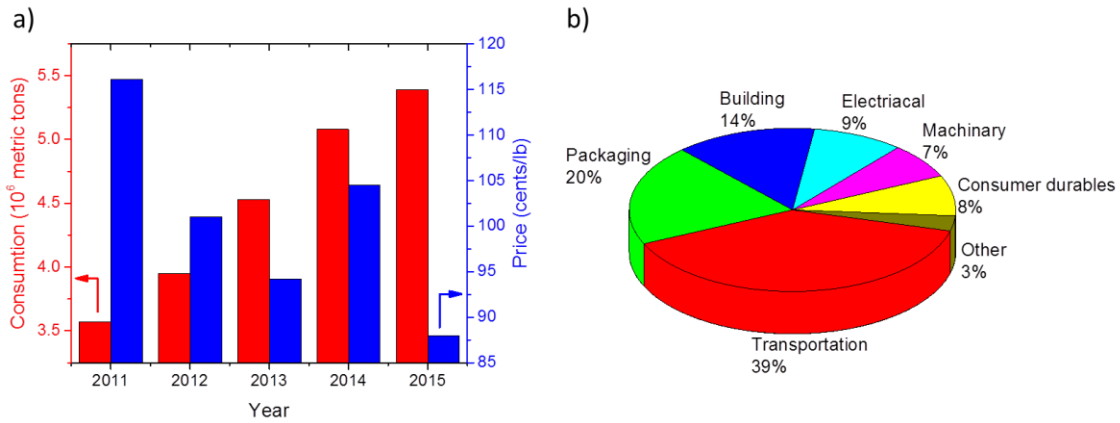 a)
Consumtion (10⁶ metric tons)
5.5
5.0
4.5
4.0
3.5
120
115
110
105
100
95
90
85
Price (cents/lb)
2011 2012 2013 2014 2015
Year
b)
Building
14%
Electriacal
9%
Machinary
7%
Packaging
20%
Consumer durables
8%
Other
3%
Transportation
39%